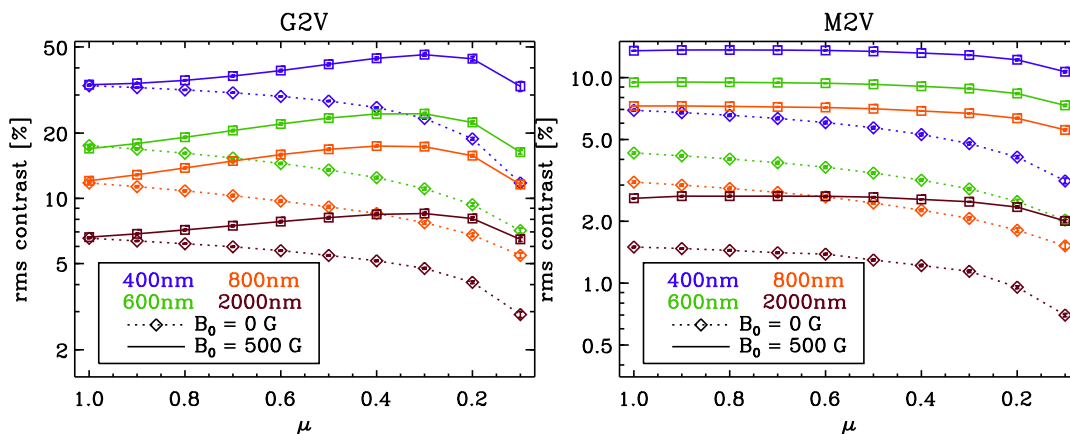 G2V
rms contrast [%]
50
20
10
5
2
400nm 800nm
600nm 2000nm
B₀ = 0 G
B₀ = 500 G
1.0 0.8 0.6 0.4 0.2
μ
M2V
rms contrast [%]
10.0
5.0
2.0
1.0
0.5
400nm 800nm
600nm 2000nm
B₀ = 0 G
B₀ = 500 G
1.0 0.8 0.6 0.4 0.2
μ